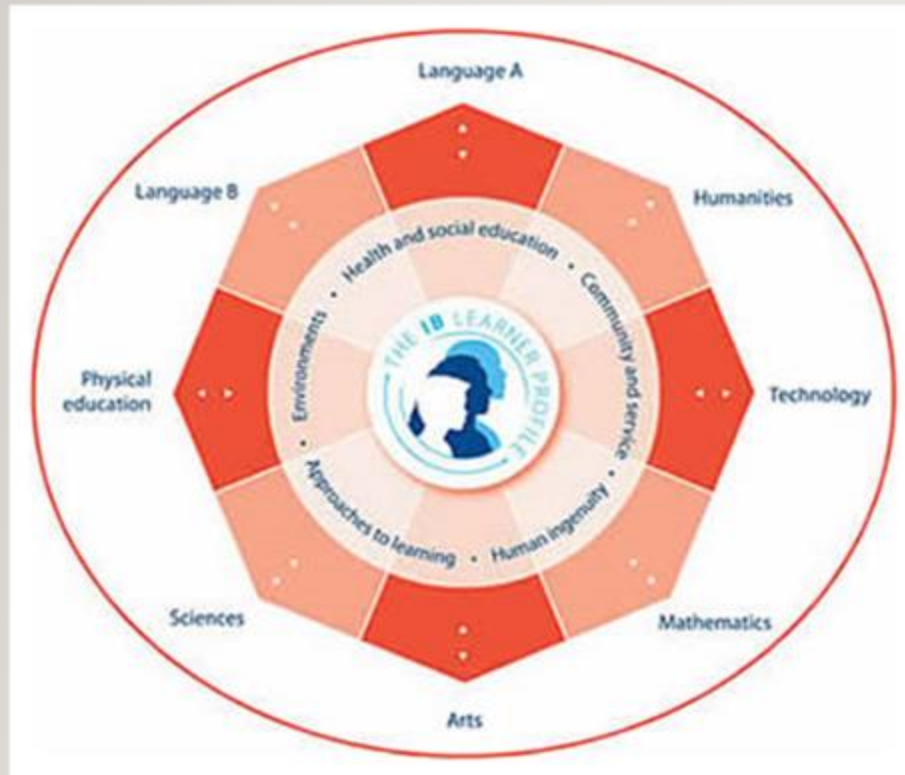 Language A
Language B
Humanities
Physical
education
Technology
Sciences
Mathematics
Arts
Health and social education
Community and service
Human ingenuity
Approaches to learning
Environments
THE IB LEARNER PROFILE